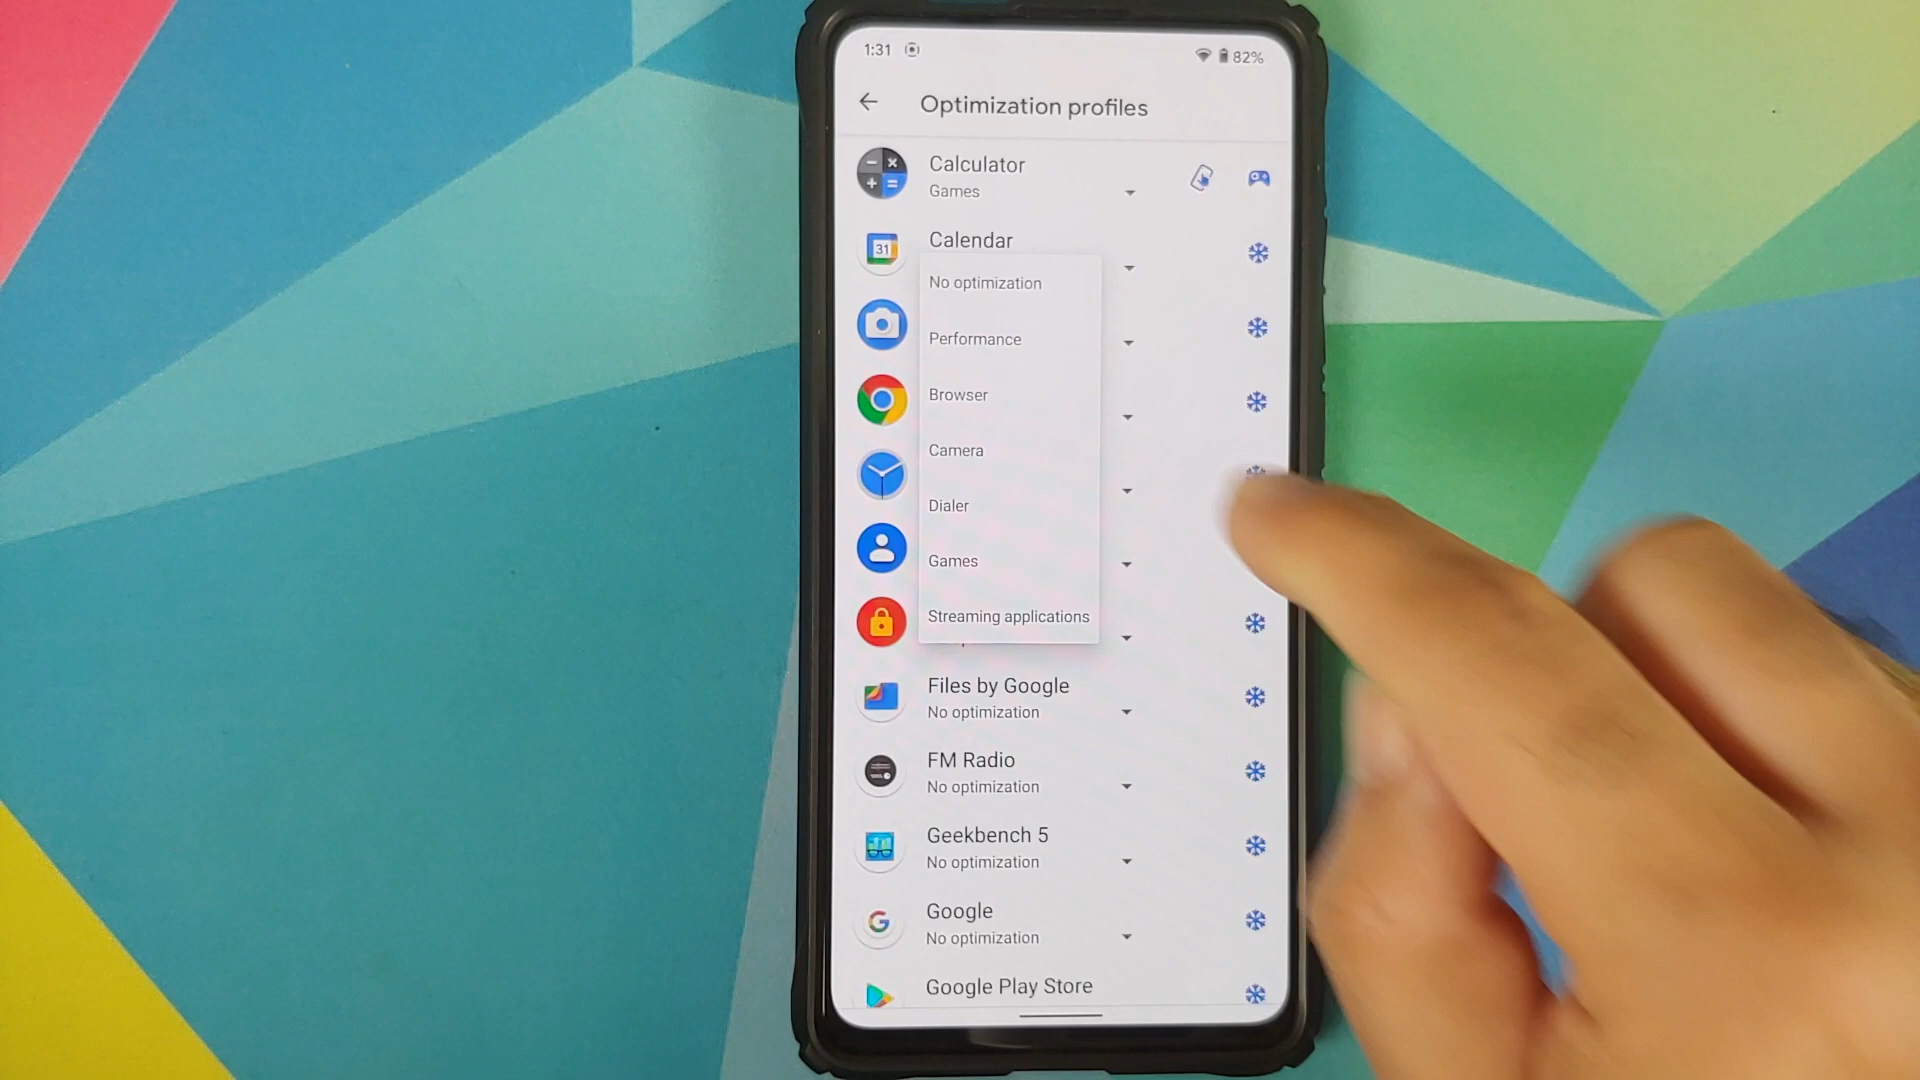 1:31
82%
Optimization profiles
Calculator
Games
Calendar
31
No optimization
Performance
Browser
Camera
Dialer
Games
Streaming applications
Files by Google
No optimization
FM Radio
No optimization
Geekbench 5
No optimization
Google
No optimization
Google Play Store